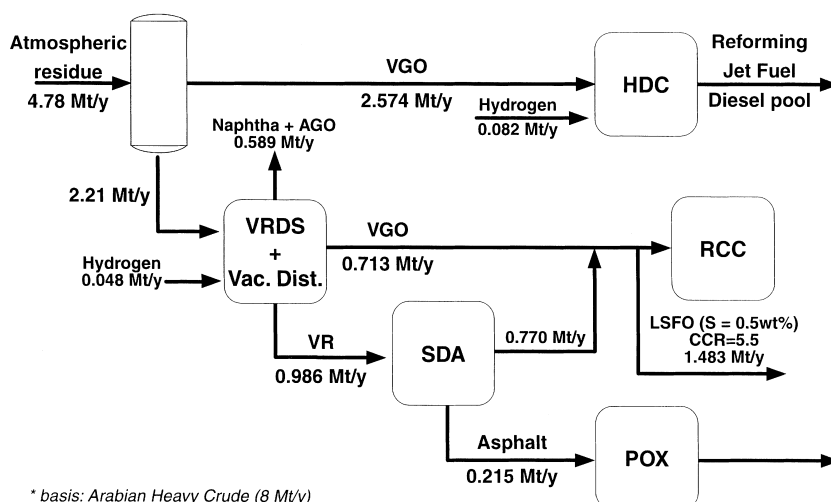 Atmospheric
residue
4.78 Mt/y
VGO
2.574 Mt/y
Hydrogen
0.082 Mt/y
HDC
Reforming
Jet Fuel
Diesel pool
Naphtha + AGO
0.589 Mt/y
2.21 Mt/y
Hydrogen
0.048 Mt/y
VRDS
+
Vac. Dist.
VGO
0.713 Mt/y
RCC
VR
0.986 Mt/y
SDA
0.770 Mt/y
LSFO (S = 0.5wt%)
CCR=5.5
1.483 Mt/y
Asphalt
0.215 Mt/y
POX
* basis: Arabian Heavy Crude (8 Mt/y)